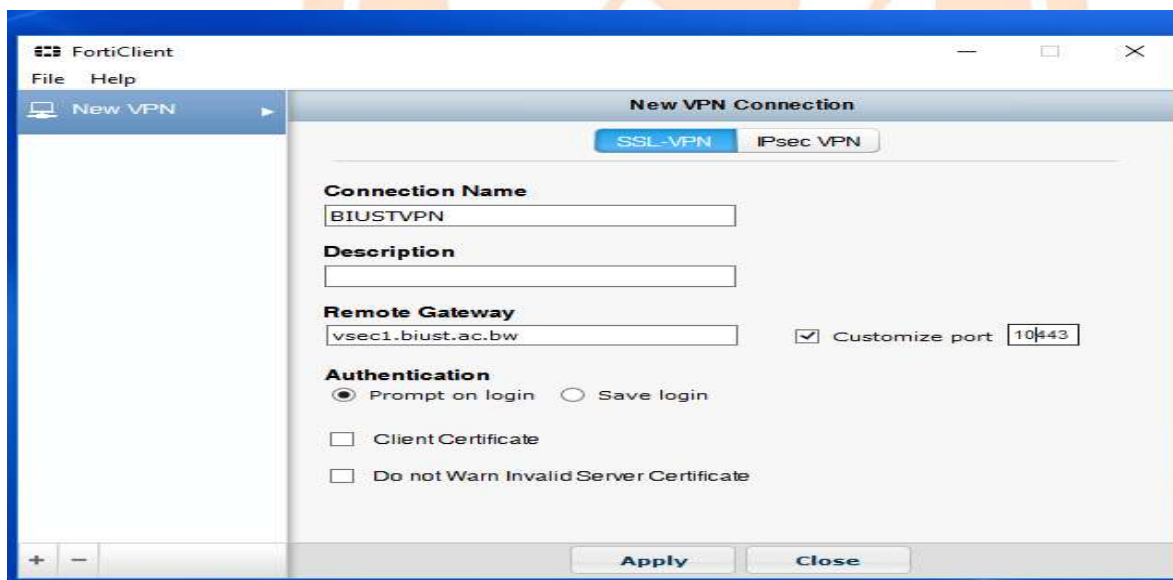 FortiClient
File Help
New VPN
New VPN Connection
SSL-VPN IPsec VPN
Connection Name
BIUSTVPN
Description
Remote Gateway
vsec1.biust.ac.bw Customize port 10443
Authentication
Prompt on login Save login
Client Certificate
Do not Warn Invalid Server Certificate
+ −
Apply Close